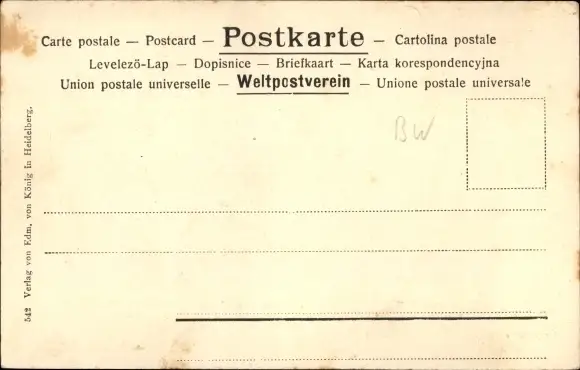 Carte postale — Postcard — Postkarte — Cartolina postale
Levelezö-Lap — Dopisnice — Briefkaart — Karta korespondencyjna
Union postale universelle — Weltpostverein — Unione postale universale
BW
542 Verlag von Edm. von König in Heidelberg.